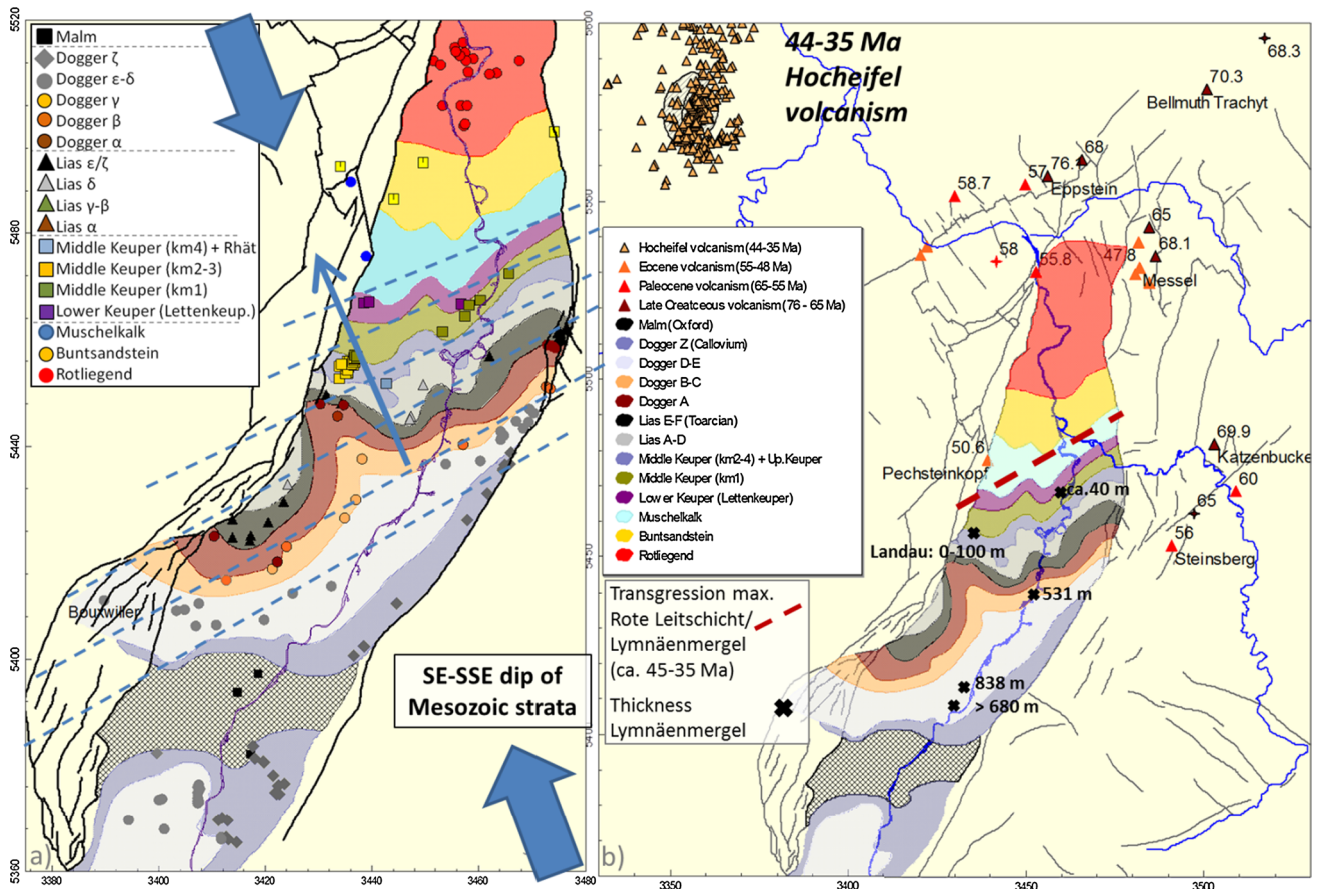 5520
5480
5440
5400
5360
3380
3400
3420
3440
3460
3480
Malm
Dogger ζ
Dogger ε-δ
Dogger γ
Dogger β
Dogger α
Lias ε/ζ
Lias δ
Lias γ-β
Lias α
Middle Keuper (km4) + Rhät
Middle Keuper (km2-3)
Middle Keuper (km1)
Lower Keuper (Lettenkeup.)
Muschelkalk
Buntsandstein
Rotliegend
Bouxwiller
SE-SSE dip of
Mesozoic strata
a)
44-35 Ma
Hocheifel
volcanism
68.3
70.3
Bellmuth Trachyt
68
76.1
57
Eppstein
58.7
65
68.1
58
55.8
47.8
Messel
Hocheifel volcanism (44-35 Ma)
Eocene volcanism (55-48 Ma)
Paleocene volcanism (65-55 Ma)
Late Creatceous volcanism (76 - 65 Ma)
Malm (Oxford)
Dogger Z (Callovium)
Dogger D-E
Dogger B-C
Dogger A
Lias E-F (Toarcian)
Lias A-D
Middle Keuper (km2-4) + Up.Keuper
Middle Keuper (km1)
Lower Keuper (Lettenkeuper)
Muschelkalk
Buntsandstein
Rotliegend
50.6
Pechsteinkopf
69.9
Katzenbucke
60
65
56
Steinsberg
ca.40 m
Landau: 0-100 m
531 m
838 m
> 680 m
Transgression max.
Rote Leitschicht/
Lymnäenmergel
(ca. 45-35 Ma)
Thickness
Lymnäenmergel
b)
3350
3400
3450
3500